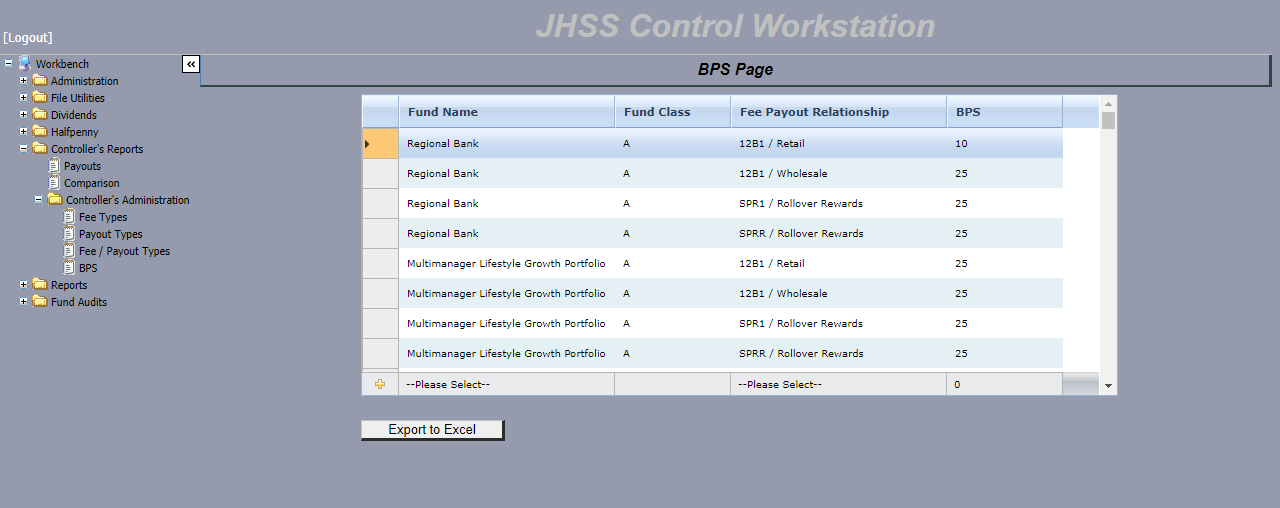 JHSS Control Workstation
[Logout]
Workbench
Administration
File Utilities
Dividends
Halfpenny
Controller's Reports
Payouts
Comparison
Controller's Administration
Fee Types
Payout Types
Fee / Payout Types
BPS
Reports
Fund Audits
«
BPS Page
Fund Name Fund Class Fee Payout Relationship BPS
Regional Bank A 12B1 / Retail 10
Regional Bank A 12B1 / Wholesale 25
Regional Bank A SPR1 / Rollover Rewards 25
Regional Bank A SPRR / Rollover Rewards 25
Multimanager Lifestyle Growth Portfolio A 12B1 / Retail 25
Multimanager Lifestyle Growth Portfolio A 12B1 / Wholesale 25
Multimanager Lifestyle Growth Portfolio A SPR1 / Rollover Rewards 25
Multimanager Lifestyle Growth Portfolio A SPRR / Rollover Rewards 25
--Please Select-- --Please Select-- 0
Export to Excel